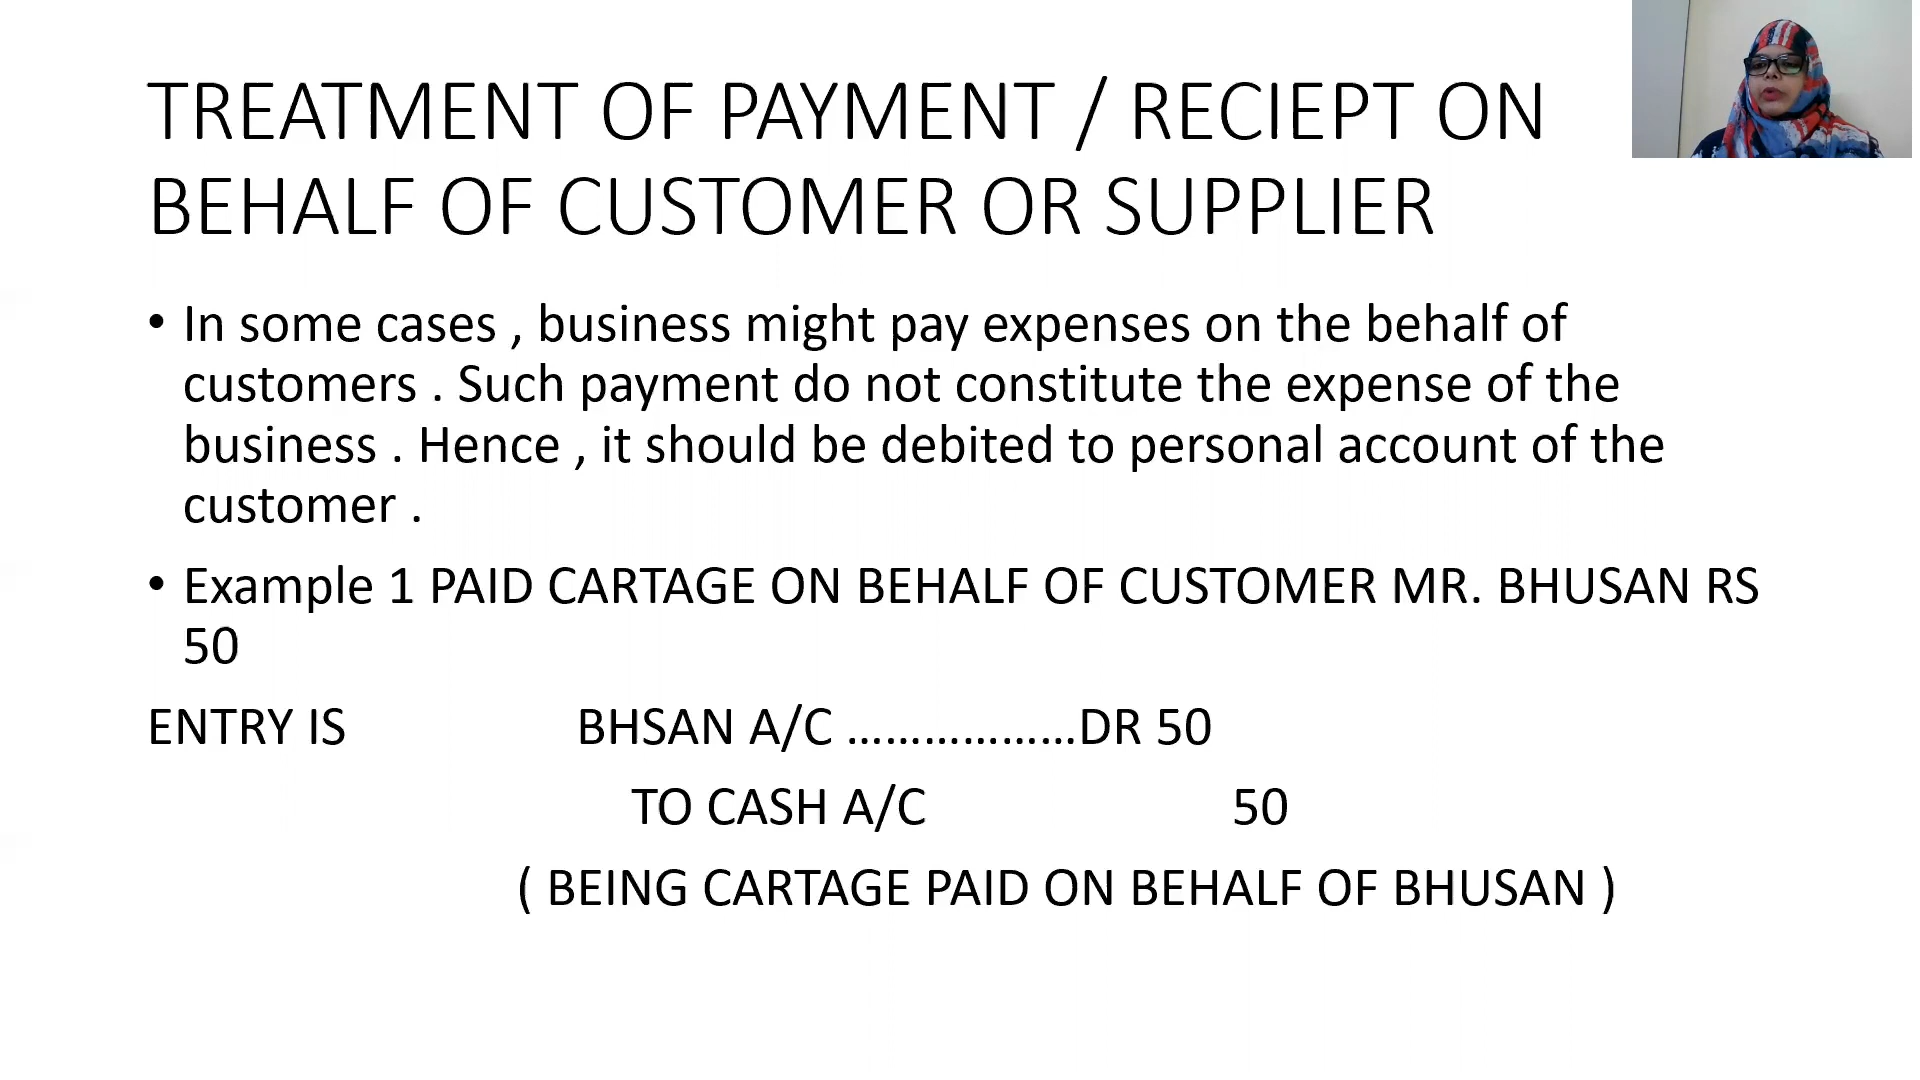 TREATMENT OF PAYMENT / RECIEPT ON
BEHALF OF CUSTOMER OR SUPPLIER
• In some cases , business might pay expenses on the behalf of
customers . Such payment do not constitute the expense of the
business . Hence , it should be debited to personal account of the
customer .
• Example 1 PAID CARTAGE ON BEHALF OF CUSTOMER MR. BHUSAN RS
50
ENTRY IS BHSAN A/C ………………DR 50
TO CASH A/C 50
( BEING CARTAGE PAID ON BEHALF OF BHUSAN )